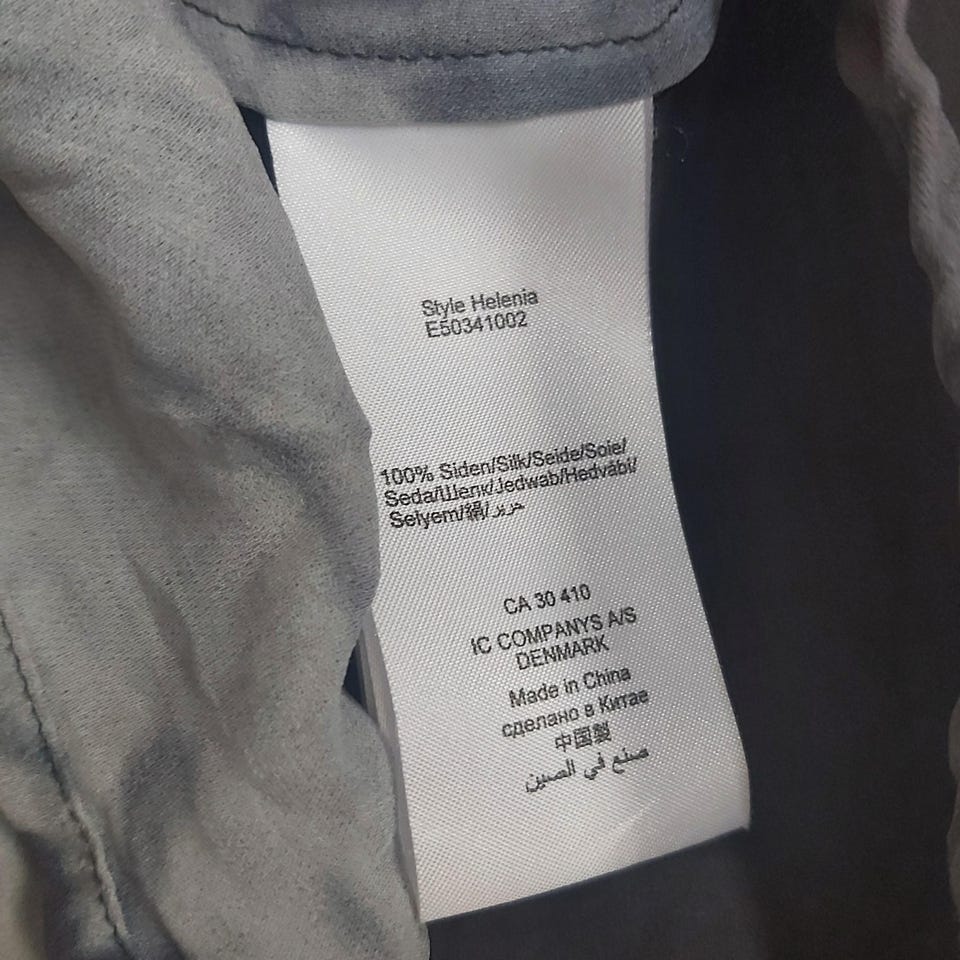 Style Helenia
E50341002
100% Siden/Silk/Seide/Soie/
Seda/Шелк/Jedwab/Hedvábí/
Selyem/絹/حرير
CA 30 410
IC COMPANYS A/S
DENMARK
Made in China
сделано в Китае
中国製
صنع في الصين